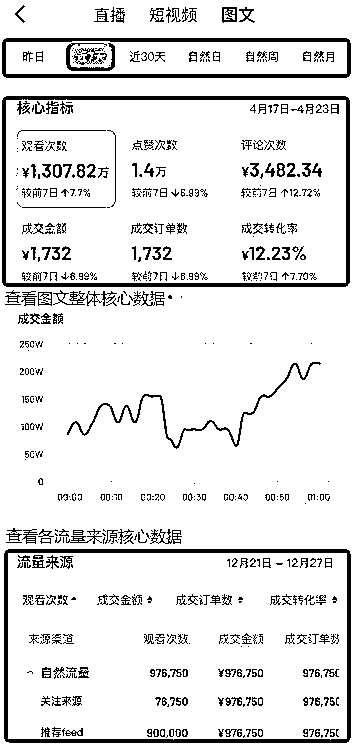 直播 短视频 图文
昨日 近30天 自然日 自然周 自然月
核心指标 4月17日-4月23日
观看次数 点赞次数 评论次数
¥1,307.82万 1.4万 ¥3,482.34
较前7日↑7.7% 较前7日↓6.99% 较前7日↑12.72%
成交金额 成交订单数 成交转化率
¥1,732 1,732 ¥12.23%
较前7日↓6.99% 较前7日↓6.99% 较前7日↑7.70%
查看图文整体核心数据
成交金额
250W
200W
150W
100W
50W
0
00:00 00:10 00:20 00:30 00:40 00:50 01:00
查看各流量来源核心数据
流量来源 12月21日 - 12月27日
观看次数 成交金额 成交订单数 成交转化率
来源渠道 观看次数 成交金额 成交订单数
自然流量 976,750 ¥976,750 976,750
关注来源 76,750 ¥976,750 976,750
推荐feed 900,000 ¥976,750 976,750